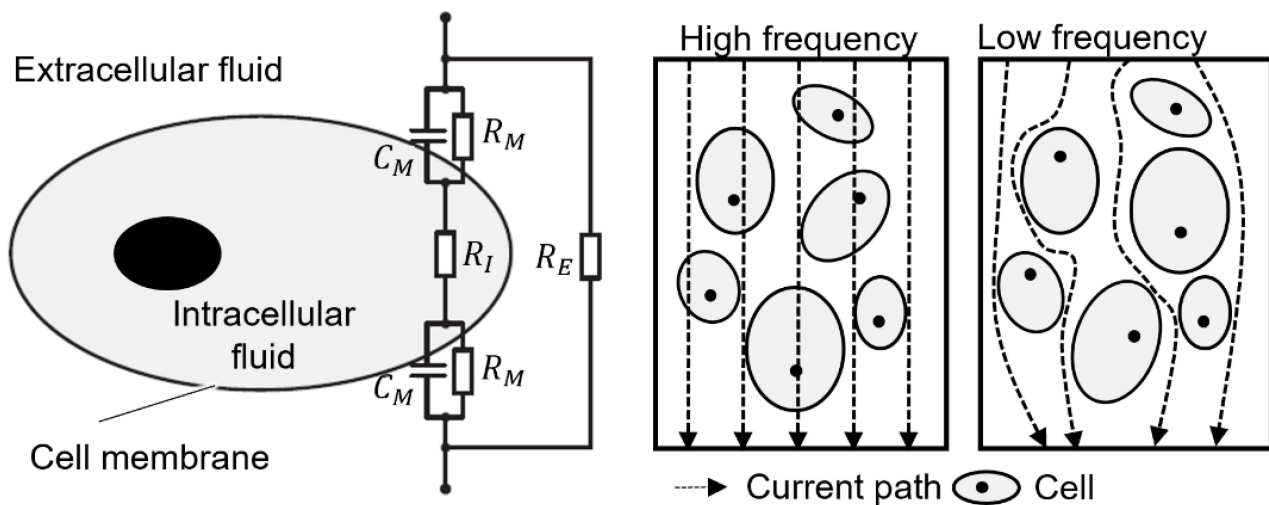 Extracellular fluid
C_M
R_M
R_I
R_E
Intracellular
fluid
C_M
R_M
Cell membrane
High frequency
Low frequency
Current path
Cell